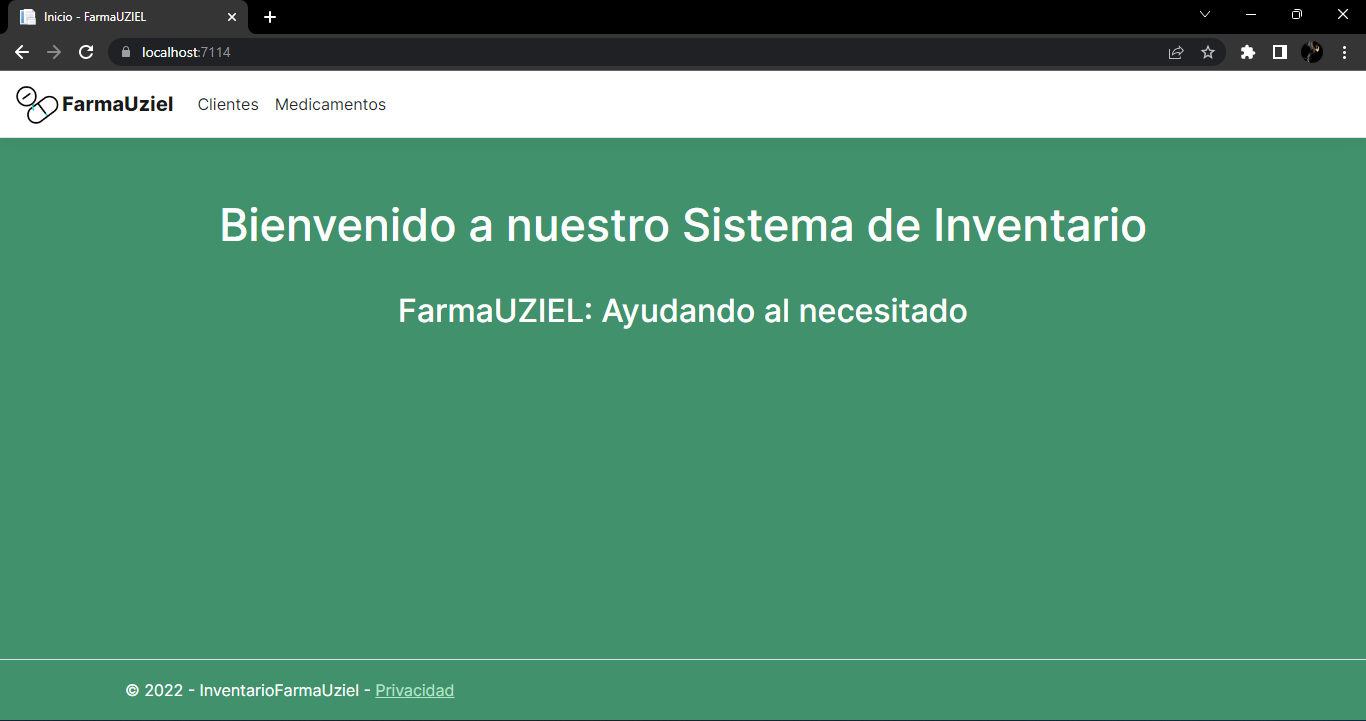 Inicio - FarmaUZIEL
localhost:7114
FarmaUziel Clientes Medicamentos
Bienvenido a nuestro Sistema de Inventario
FarmaUZIEL: Ayudando al necesitado
© 2022 - InventarioFarmaUziel - Privacidad